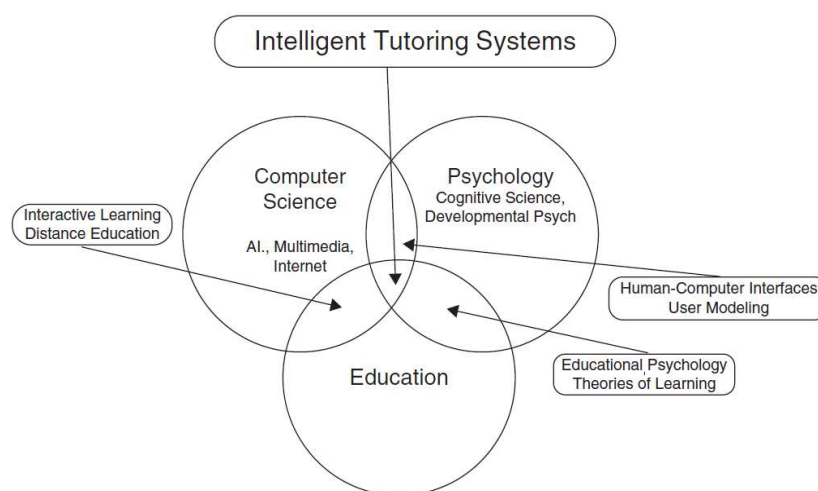 Intelligent Tutoring Systems
Computer
Science
AI., Multimedia,
Internet
Psychology
Cognitive Science,
Developmental Psych
Interactive Learning
Distance Education
Human-Computer Interfaces
User Modeling
Educational Psychology
Theories of Learning
Education